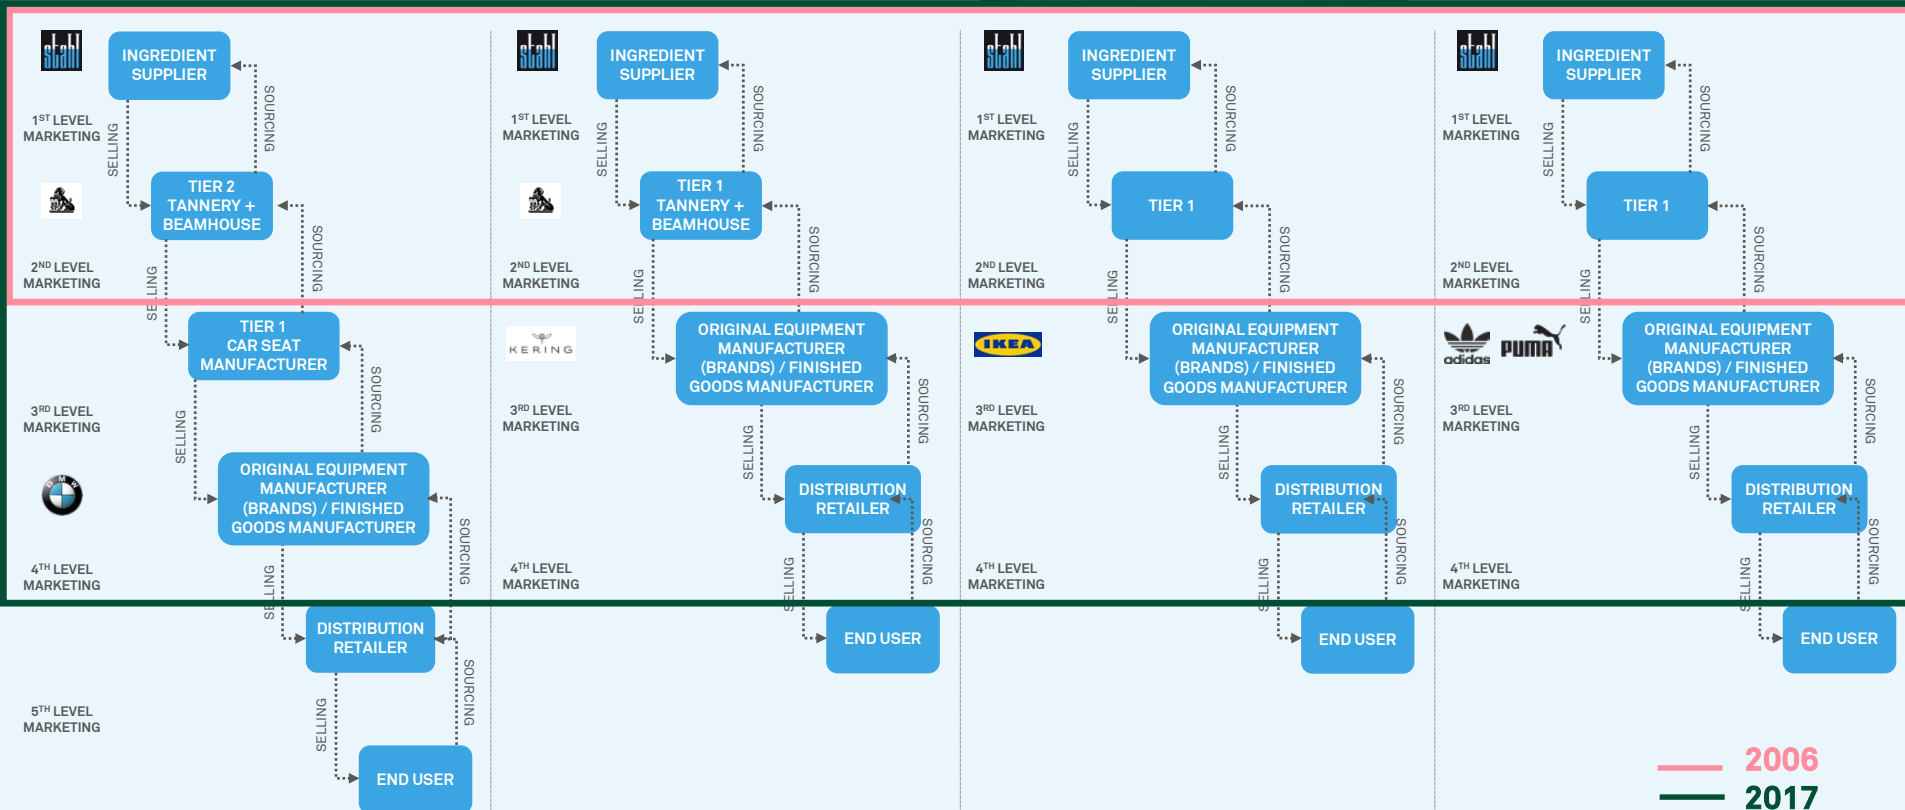 stahl
INGREDIENT
SUPPLIER
SOURCING
1ST LEVEL
MARKETING
SELLING
TIER 2
TANNERY +
BEAMHOUSE
SOURCING
2ND LEVEL
MARKETING
SELLING
TIER 1
CAR SEAT
MANUFACTURER
SOURCING
3RD LEVEL
MARKETING
SELLING
BMW
ORIGINAL EQUIPMENT
MANUFACTURER
(BRANDS) / FINISHED
GOODS MANUFACTURER
SOURCING
4TH LEVEL
MARKETING
SELLING
DISTRIBUTION
RETAILER
SOURCING
5TH LEVEL
MARKETING
SELLING
END USER
stahl
INGREDIENT
SUPPLIER
SOURCING
1ST LEVEL
MARKETING
SELLING
TIER 1
TANNERY +
BEAMHOUSE
SOURCING
2ND LEVEL
MARKETING
SELLING
KERING
ORIGINAL EQUIPMENT
MANUFACTURER
(BRANDS) / FINISHED
GOODS MANUFACTURER
SOURCING
3RD LEVEL
MARKETING
SELLING
DISTRIBUTION
RETAILER
SOURCING
4TH LEVEL
MARKETING
SELLING
END USER
stahl
INGREDIENT
SUPPLIER
SOURCING
1ST LEVEL
MARKETING
SELLING
TIER 1
SOURCING
2ND LEVEL
MARKETING
SELLING
IKEA
ORIGINAL EQUIPMENT
MANUFACTURER
(BRANDS) / FINISHED
GOODS MANUFACTURER
SOURCING
3RD LEVEL
MARKETING
SELLING
DISTRIBUTION
RETAILER
SOURCING
4TH LEVEL
MARKETING
SELLING
END USER
stahl
INGREDIENT
SUPPLIER
SOURCING
1ST LEVEL
MARKETING
SELLING
TIER 1
SOURCING
2ND LEVEL
MARKETING
SELLING
adidas PUMA
ORIGINAL EQUIPMENT
MANUFACTURER
(BRANDS) / FINISHED
GOODS MANUFACTURER
SOURCING
3RD LEVEL
MARKETING
SELLING
DISTRIBUTION
RETAILER
SOURCING
4TH LEVEL
MARKETING
SELLING
END USER
2006
2017